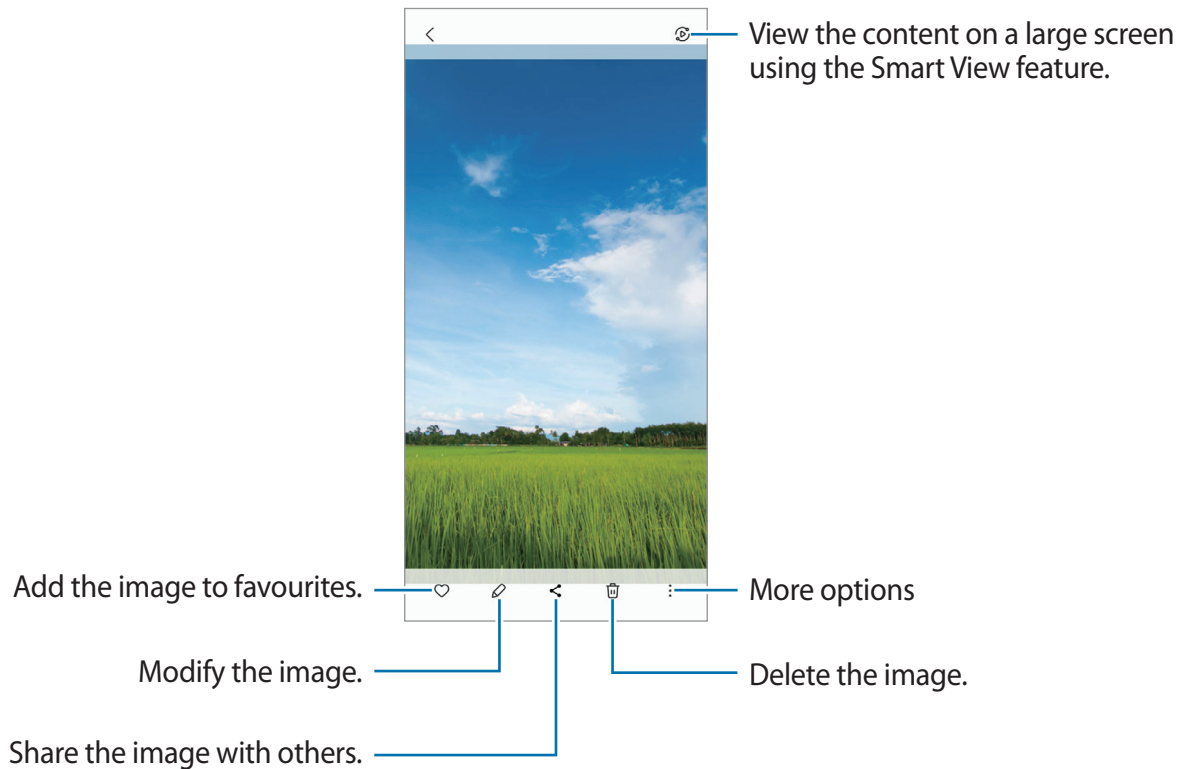 View the content on a large screen
using the Smart View feature.
Add the image to favourites.
More options
Modify the image.
Delete the image.
Share the image with others.